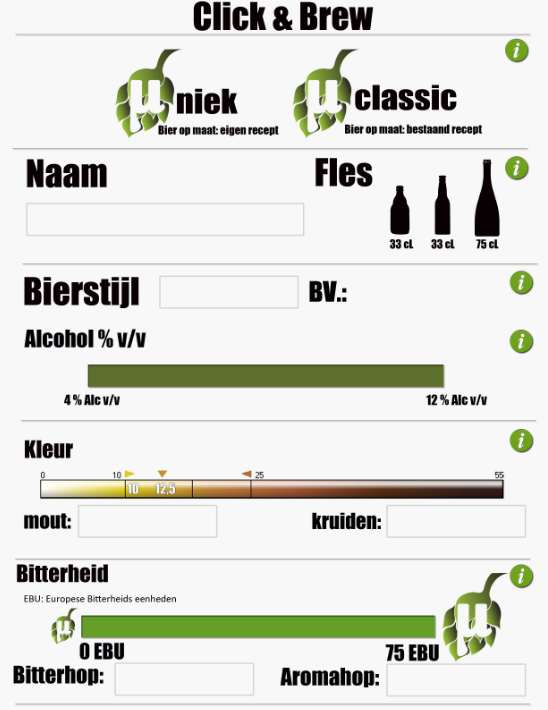 Click & Brew
i
µniek
Bier op maat: eigen recept
µclassic
Bier op maat: bestaand recept
Naam
Fles
i
33 cl
33 cl
75 cl
Bierstijl
BV.:
i
Alcohol % v/v
i
4 % Alc v/v
12 % Alc v/v
Kleur
i
0
10
25
55
10
12,5
mout:
kruiden:
Bitterheid
i
EBU: Europese Bitterheids eenheden
µ
µ
0 EBU
75 EBU
Bitterhop:
Aromahop: